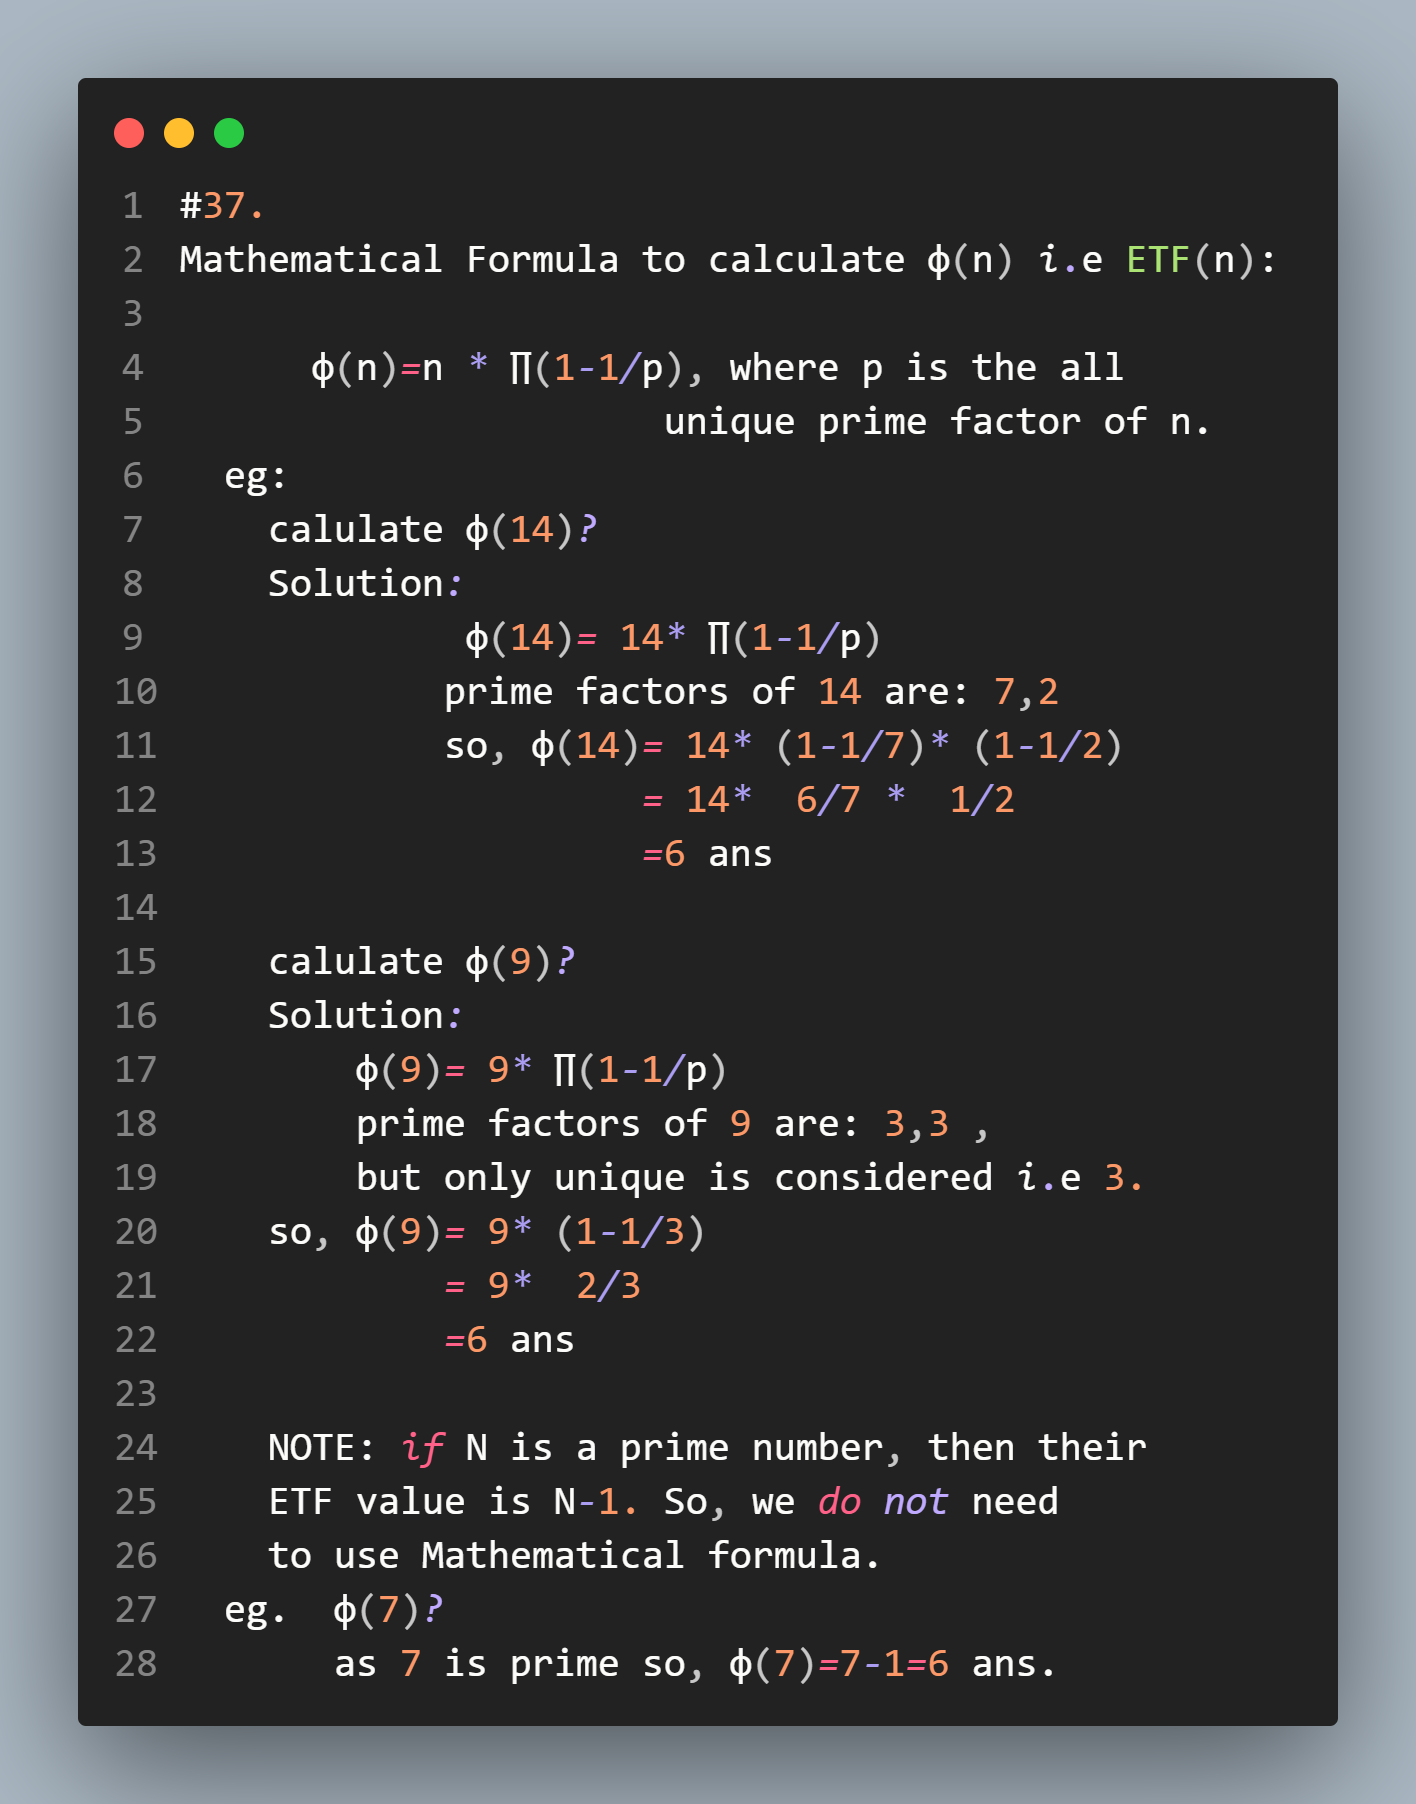 1 #37.
2 Mathematical Formula to calculate ϕ(n) i.e ETF(n):
3
4 ϕ(n)=n * ∏(1-1/p), where p is the all
5 unique prime factor of n.
6 eg:
7 calulate ϕ(14)?
8 Solution:
9 ϕ(14)= 14* ∏(1-1/p)
10 prime factors of 14 are: 7,2
11 so, ϕ(14)= 14* (1-1/7)* (1-1/2)
12 = 14* 6/7 * 1/2
13 =6 ans
14
15 calulate ϕ(9)?
16 Solution:
17 ϕ(9)= 9* ∏(1-1/p)
18 prime factors of 9 are: 3,3 ,
19 but only unique is considered i.e 3.
20 so, ϕ(9)= 9* (1-1/3)
21 = 9* 2/3
22 =6 ans
23
24 NOTE: if N is a prime number, then their
25 ETF value is N-1. So, we do not need
26 to use Mathematical formula.
27 eg. ϕ(7)?
28 as 7 is prime so, ϕ(7)=7-1=6 ans.